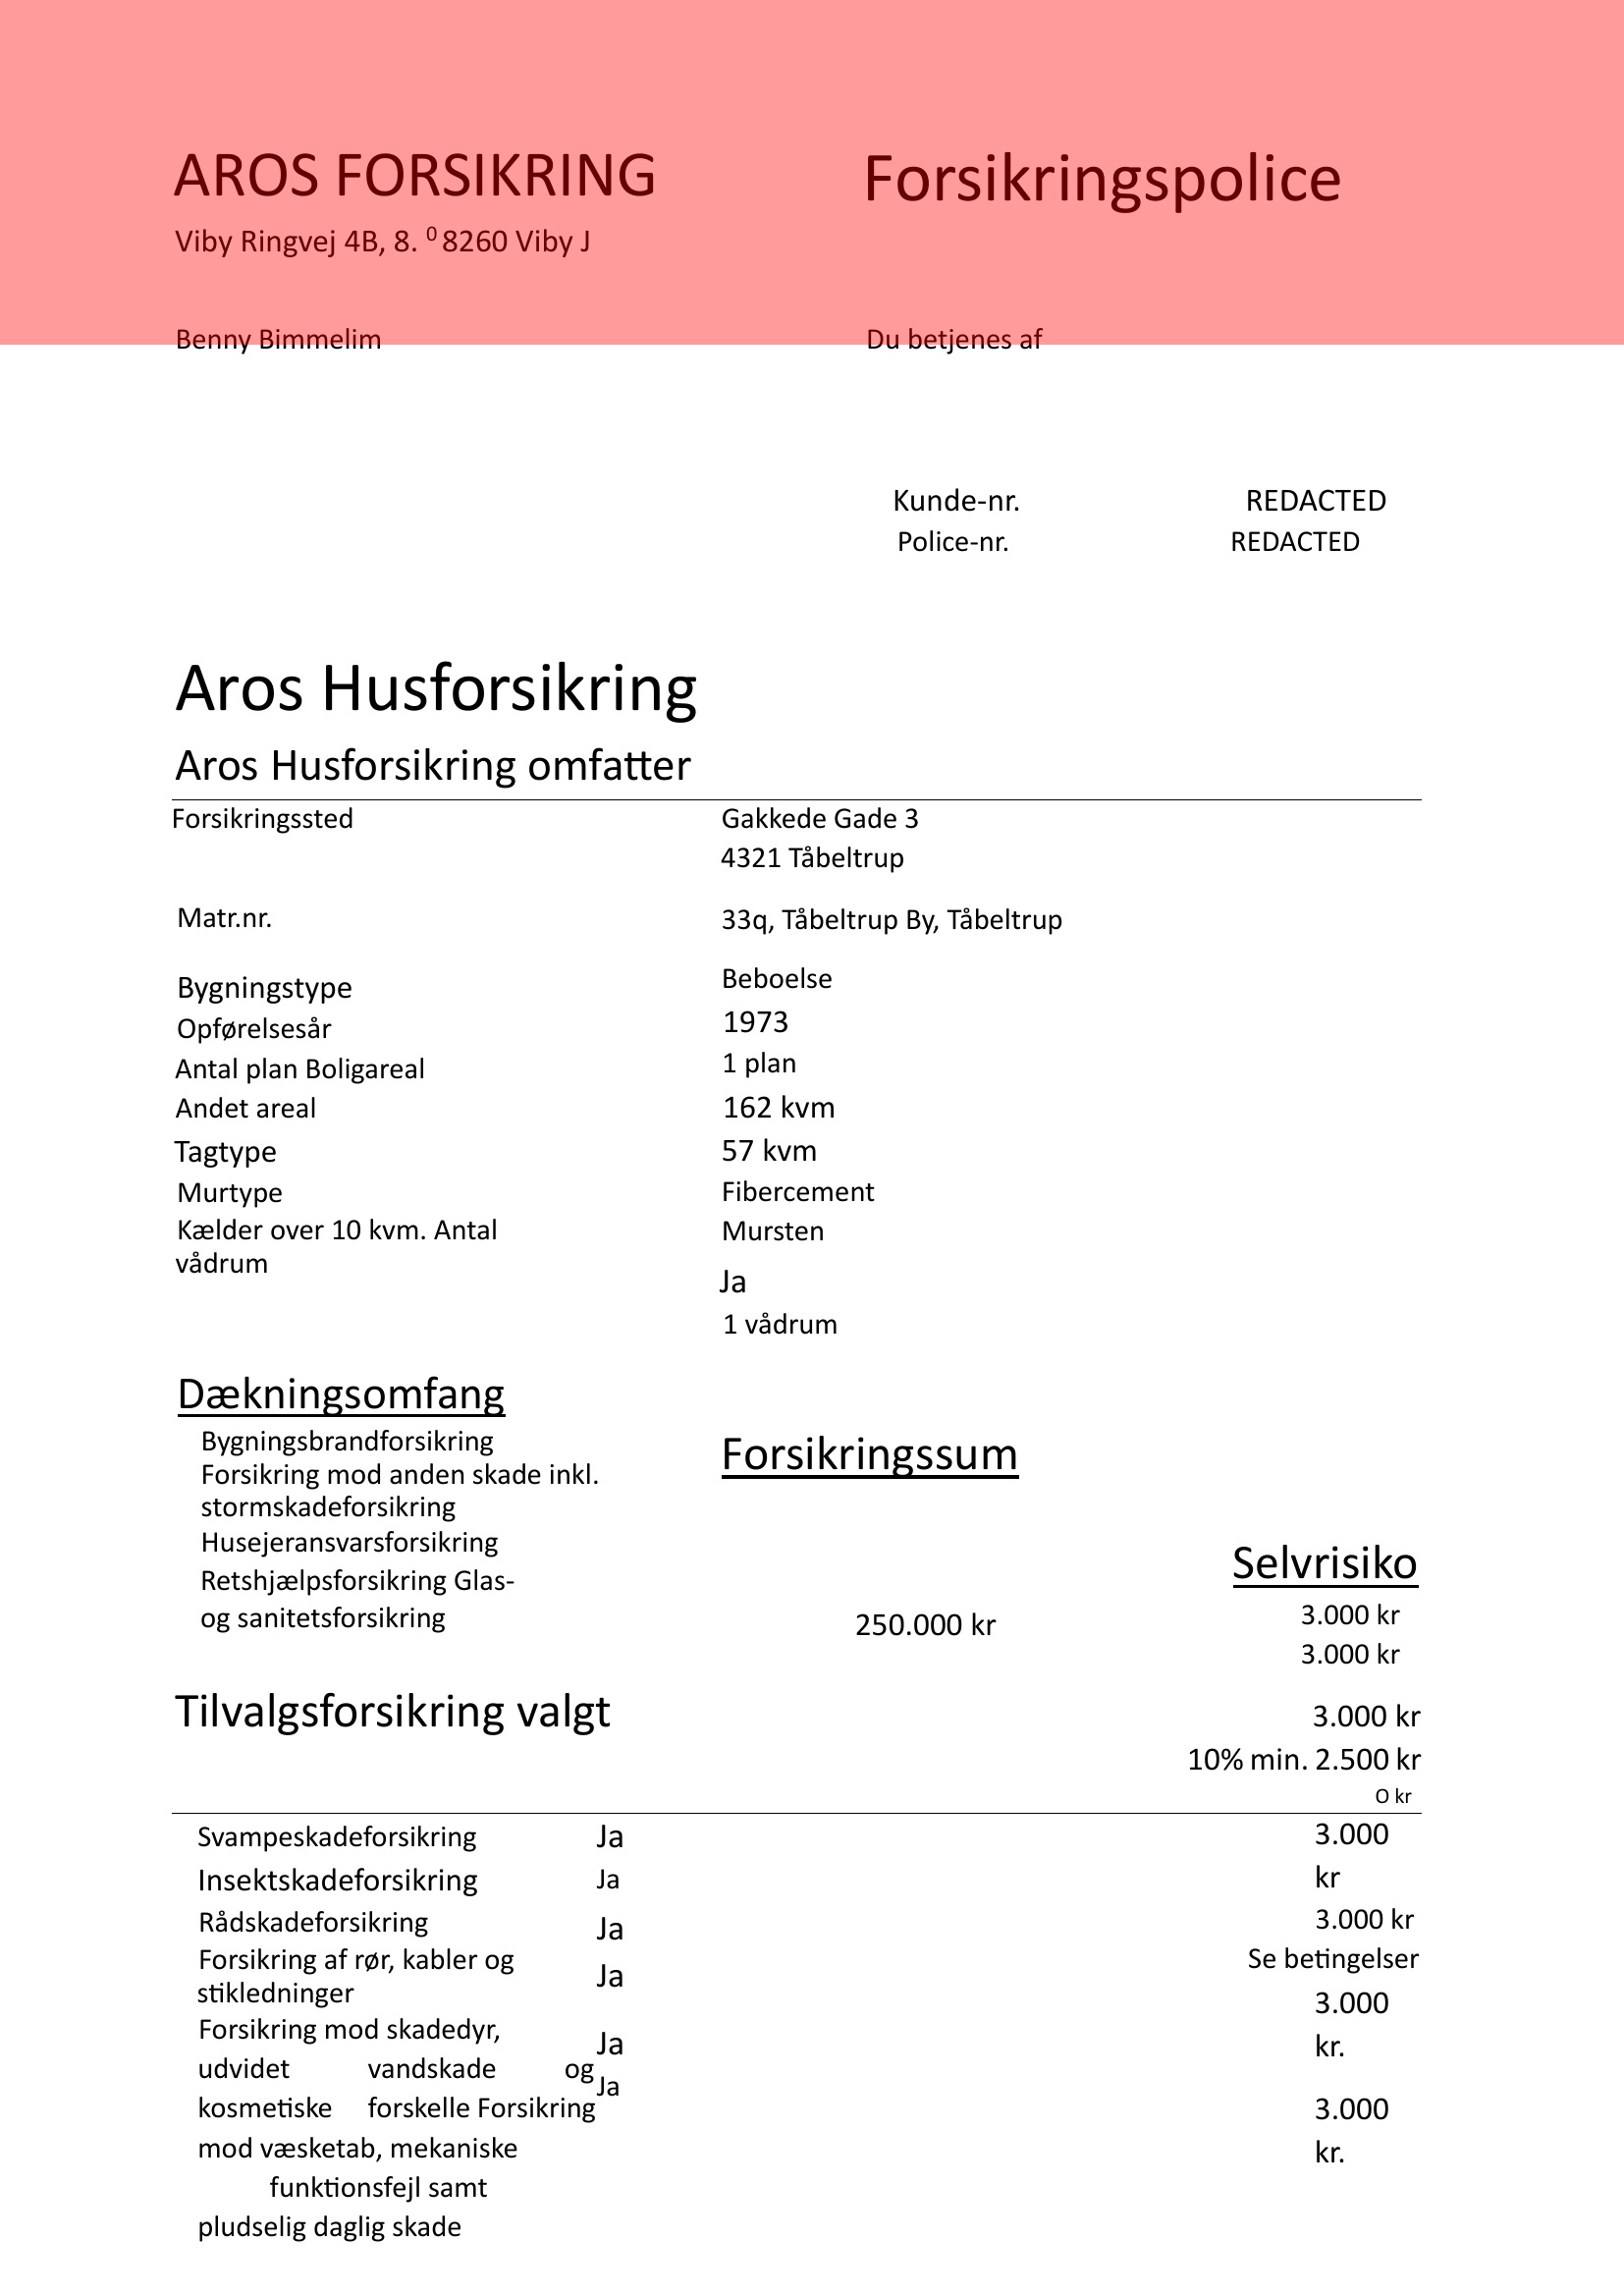 AROS FORSIKRING
Forsikringspolice
Viby Ringvej 4B, 8. 0 8260 Viby J
Benny Bimmelim
Du betjenes af
Kunde-nr. REDACTED
Police-nr. REDACTED
Aros Husforsikring
Aros Husforsikring omfatter
Forsikringssted Gakkede Gade 3
4321 Tåbeltrup
Matr.nr. 33q, Tåbeltrup By, Tåbeltrup
Bygningstype Beboelse
Opførelsesår 1973
Antal plan Boligareal 1 plan
Andet areal 162 kvm
Tagtype 57 kvm
Murtype Fibercement
Kælder over 10 kvm. Antal Mursten
vådrum
Ja
1 vådrum
Dækningsomfang
Bygningsbrandforsikring
Forsikringssum
Forsikring mod anden skade inkl.
stormskadeforsikring
Husejeransvarsforsikring
Selvrisiko
Retshjælpsforsikring Glas-
og sanitetsforsikring 250.000 kr 3.000 kr
3.000 kr
Tilvalgsforsikring valgt 3.000 kr
10% min. 2.500 kr
O kr
Svampeskadeforsikring Ja 3.000
Insektskadeforsikring Ja kr
Rådskadeforsikring Ja 3.000 kr
Forsikring af rør, kabler og Ja Se betingelser
stikledninger 3.000
Forsikring mod skadedyr, Ja kr.
udvidet vandskade og Ja
kosmetiske forskelle Forsikring 3.000
mod væsketab, mekaniske kr.
funktionsfejl samt
pludselig daglig skade